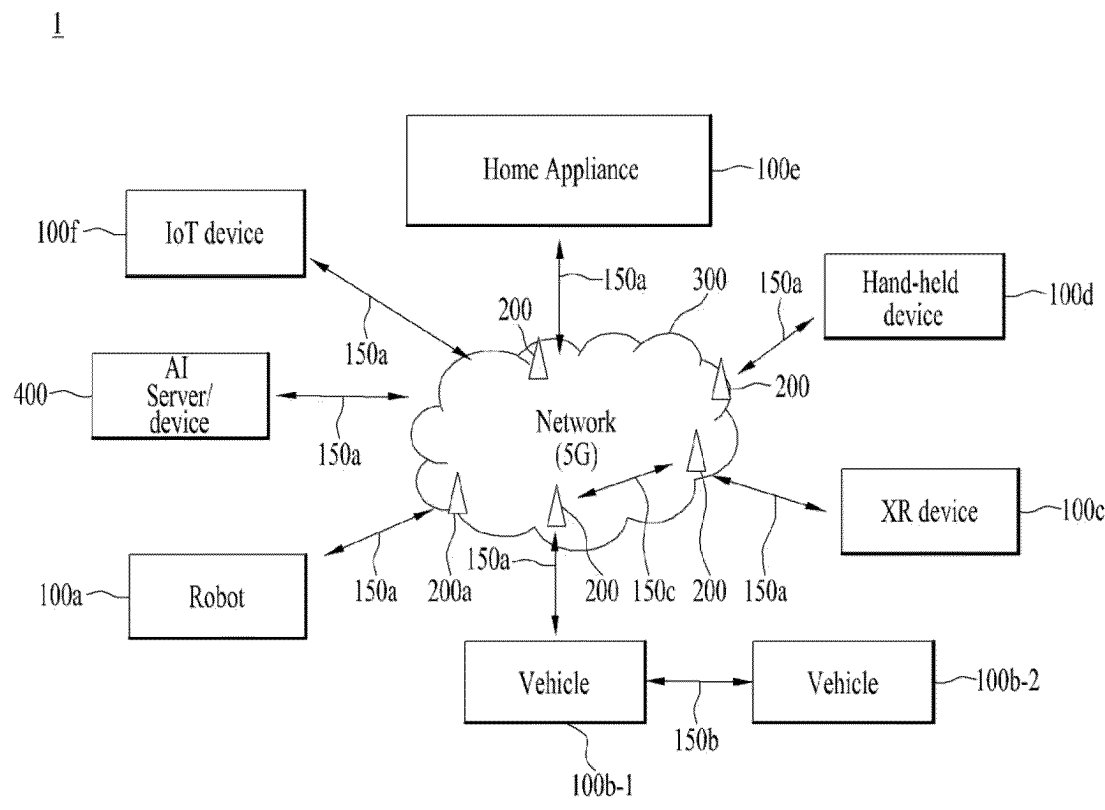 1
Home Appliance
100e
IoT device
100f
150a
300
150a
Hand-held
device
100d
200
150a
AI
Server/
device
400
200
Network
(5G)
150a
XR device
100c
150a
150a
200a
200
150c
200
150a
Robot
100a
Vehicle
Vehicle
100b-2
150b
100b-1